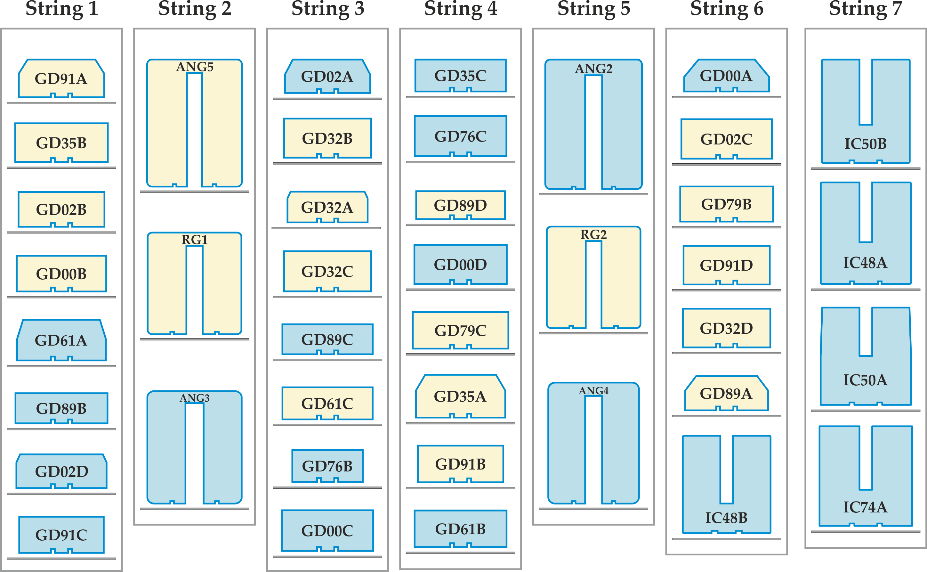 String 1
String 2
String 3
String 4
String 5
String 6
String 7
GD91A
GD35B
GD02B
GD00B
GD61A
GD89B
GD02D
GD91C
ANG5
RG1
ANG3
GD02A
GD32B
GD32A
GD32C
GD89C
GD61C
GD76B
GD00C
GD35C
GD76C
GD89D
GD00D
GD79C
GD35A
GD91B
GD61B
ANG2
RG2
ANG4
GD00A
GD02C
GD79B
GD91D
GD32D
GD89A
IC48B
IC50B
IC48A
IC50A
IC74A